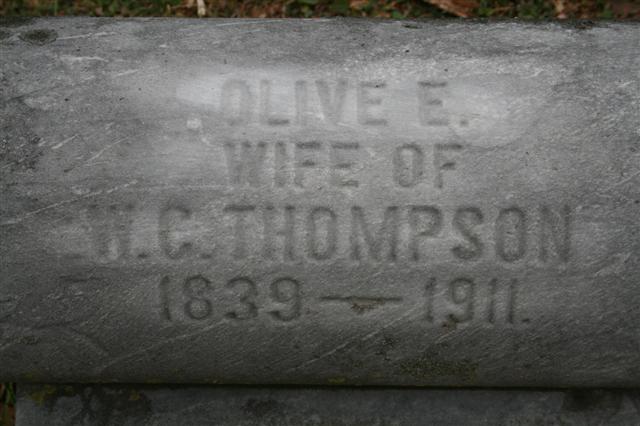 OLIVE E.
WIFE OF
W. C. THOMPSON
1839 — 1911.